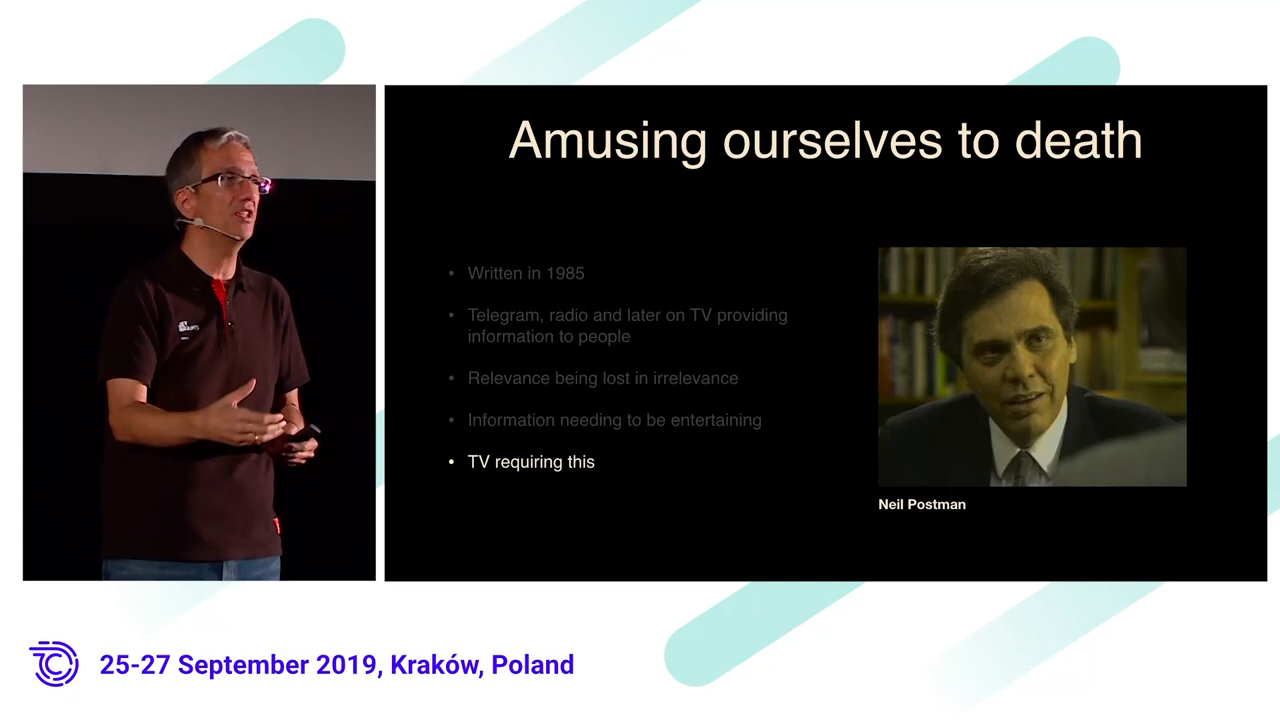 Amusing ourselves to death
• Written in 1985
• Telegram, radio and later on TV providing
information to people
• Relevance being lost in irrelevance
• Information needing to be entertaining
• TV requiring this
Neil Postman
25-27 September 2019, Kraków, Poland